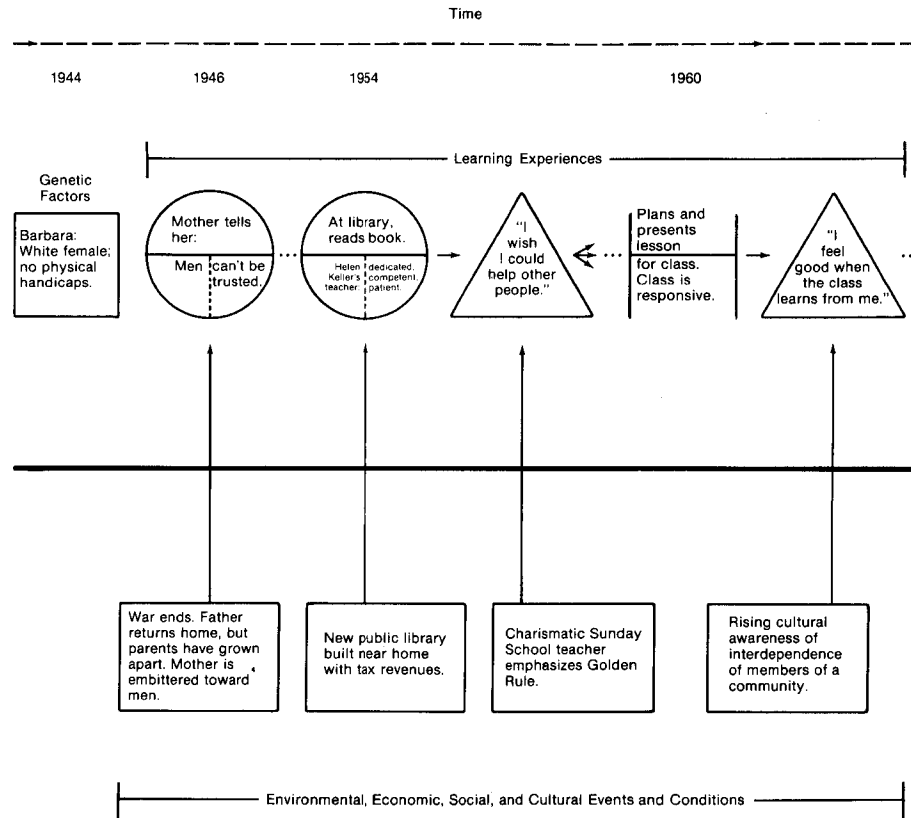 Time
1944
1946
1954
1960
Learning Experiences
Genetic
Factors
Barbara:
White female;
no physical
handicaps.
Mother tells
her:
Men can't be
trusted.
At library,
reads book.
Helen
Keller's
teacher:
dedicated,
competent,
patient.
"I
wish
I could
help other
people."
Plans and
presents
lesson
for class.
Class is
responsive.
"I
feel
good when
the class
learns from me."
War ends. Father
returns home, but
parents have grown
apart. Mother is
embittered toward
men.
New public library
built near home
with tax revenues.
Charismatic Sunday
School teacher
emphasizes Golden
Rule.
Rising cultural
awareness of
interdependence
of members of a
community.
Environmental, Economic, Social, and Cultural Events and Conditions